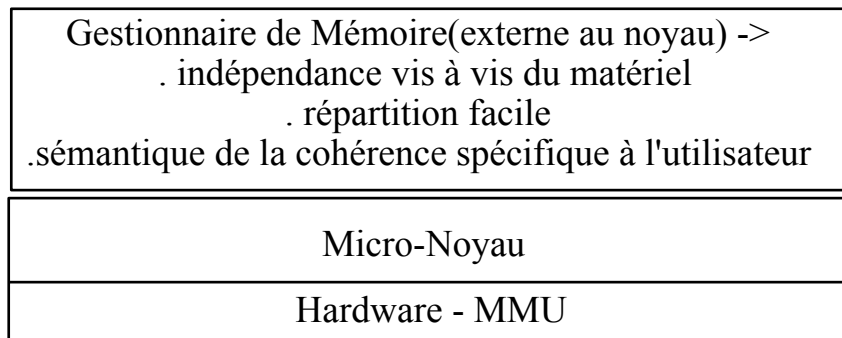 Gestionnaire de Mémoire(externe au noyau) ->
. indépendance vis à vis du matériel
. répartition facile
.sémantique de la cohérence spécifique à l'utilisateur
Micro-Noyau
Hardware - MMU